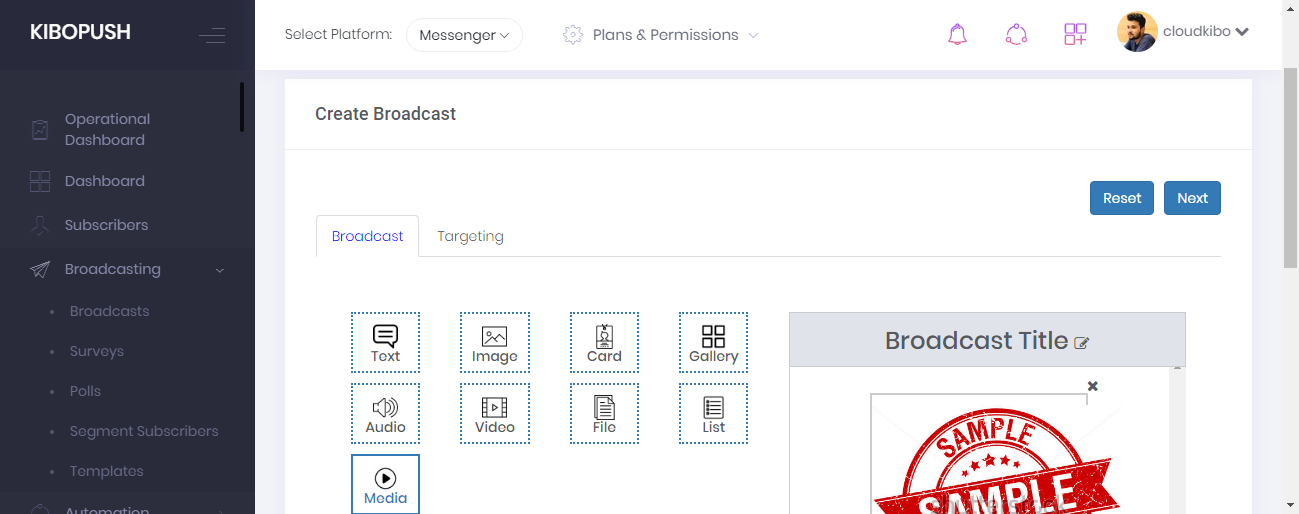 KIBOPUSH
Select Platform:
Messenger
Plans & Permissions
cloudkibo
Operational
Dashboard
Dashboard
Subscribers
Broadcasting
Broadcasts
Surveys
Polls
Segment Subscribers
Templates
Automation
Create Broadcast
Reset
Next
Broadcast
Targeting
Text
Image
Card
Gallery
Audio
Video
File
List
Media
Broadcast Title
SAMPLE
SAMPLE
shutterstock